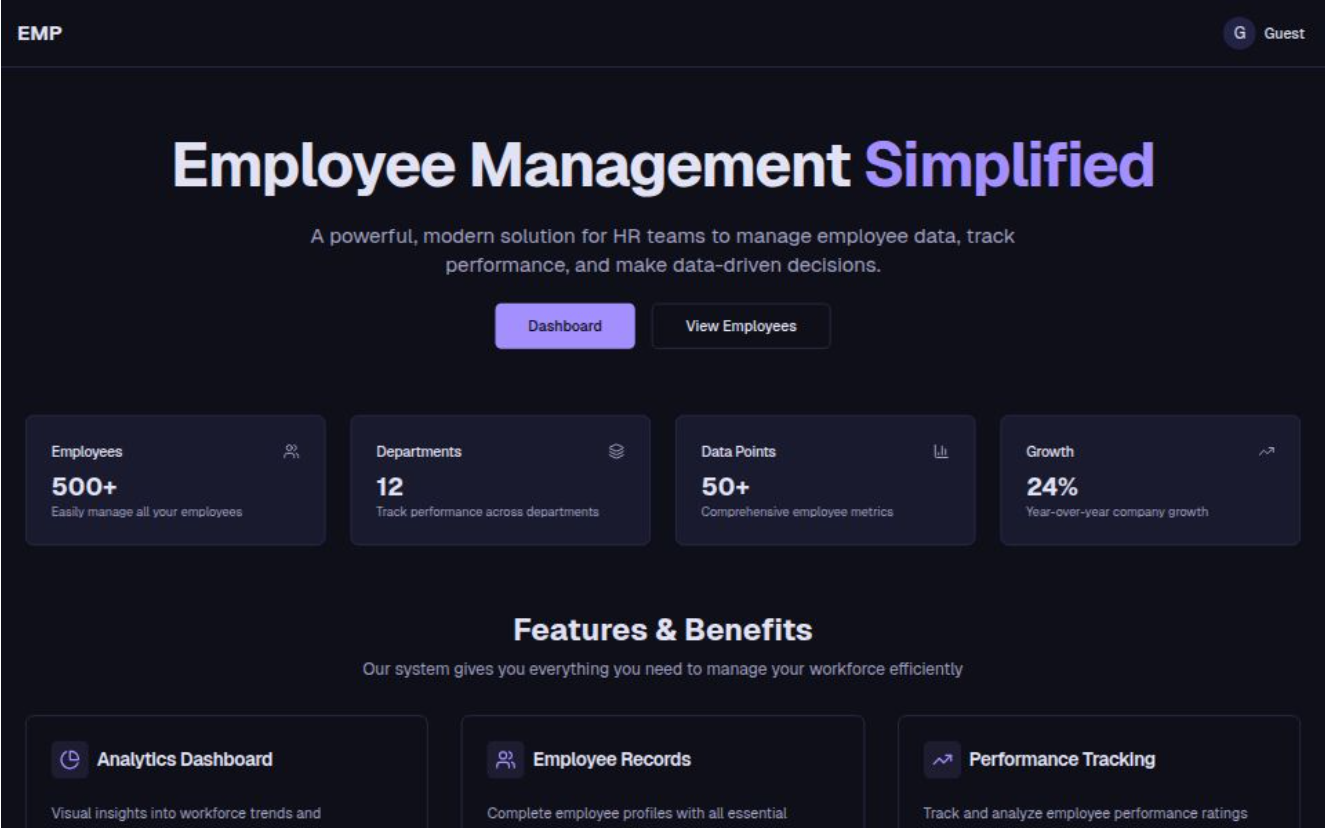 EMP
G Guest
Employee Management Simplified
A powerful, modern solution for HR teams to manage employee data, track
performance, and make data-driven decisions.
Dashboard
View Employees
Employees
500+
Easily manage all your employees
Departments
12
Track performance across departments
Data Points
50+
Comprehensive employee metrics
Growth
24%
Year-over-year company growth
Features & Benefits
Our system gives you everything you need to manage your workforce efficiently
Analytics Dashboard
Visual insights into workforce trends and
Employee Records
Complete employee profiles with all essential
Performance Tracking
Track and analyze employee performance ratings